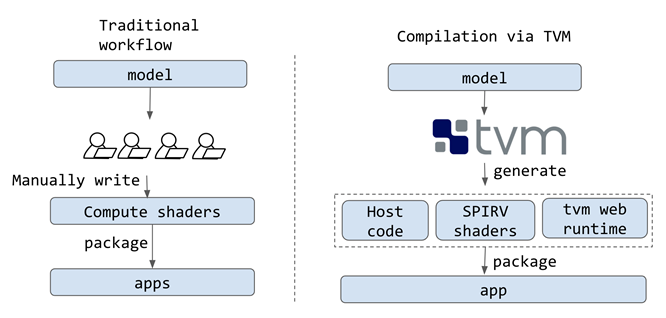 Traditional
workflow
model
Manually write
Compute shaders
package
apps
Compilation via TVM
model
tvm
generate
Host
code
SPIRV
shaders
tvm web
runtime
package
app